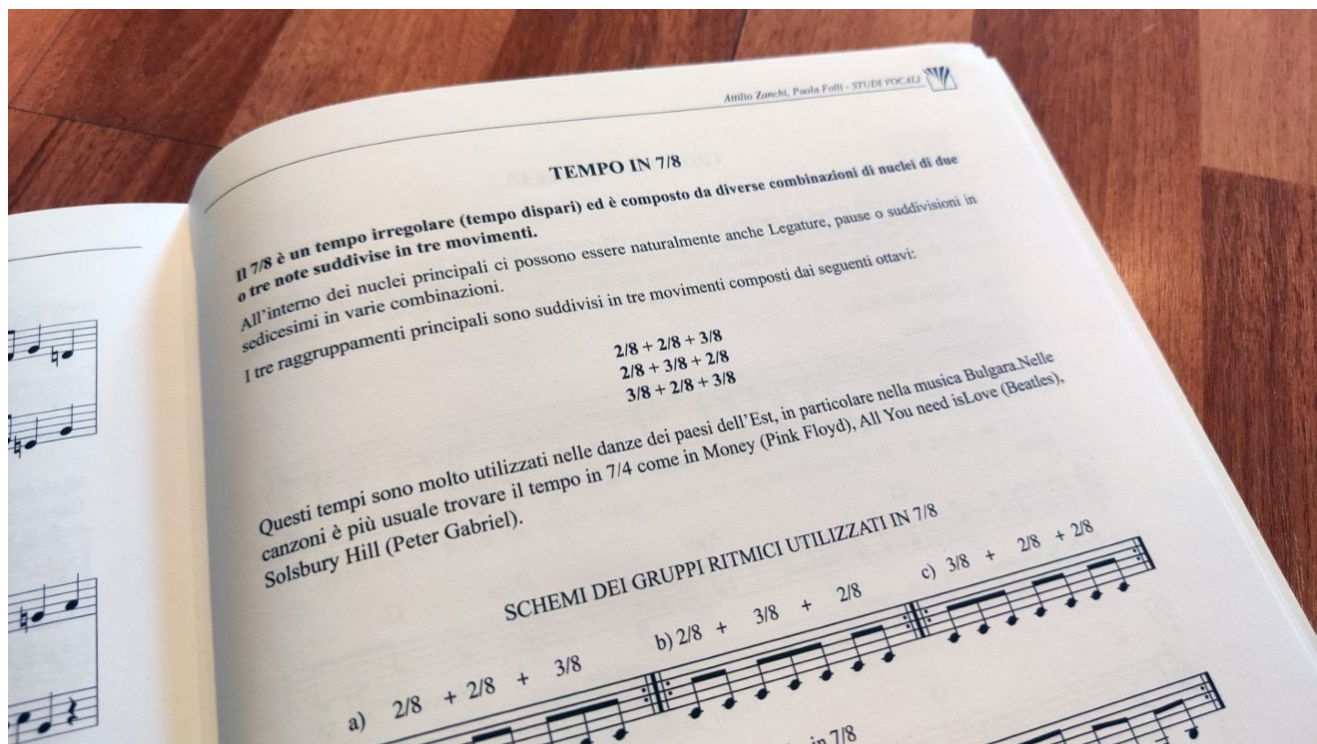 Attilio Zanchi, Paola Folli - STUDI VOCALI
TEMPO IN 7/8
Il 7/8 è un tempo irregolare (tempo dispari) ed è composto da diverse combinazioni di nuclei di due
o tre note suddivise in tre movimenti.
All'interno dei nuclei principali ci possono essere naturalmente anche Legature, pause o suddivisioni in
sedicesimi in varie combinazioni.
I tre raggruppamenti principali sono suddivisi in tre movimenti composti dai seguenti ottavi:
2/8 + 2/8 + 3/8
2/8 + 3/8 + 2/8
3/8 + 2/8 + 3/8
Questi tempi sono molto utilizzati nelle danze dei paesi dell'Est, in particolare nella musica Bulgara.Nelle
canzoni è più usuale trovare il tempo in 7/4 come in Money (Pink Floyd), All You need isLove (Beatles),
Solsbury Hill (Peter Gabriel).
SCHEMI DEI GRUPPI RITMICI UTILIZZATI IN 7/8
a) 2/8 + 2/8 + 3/8 b) 2/8 + 3/8 + 2/8 c) 3/8 + 2/8 + 2/8
in 7/8